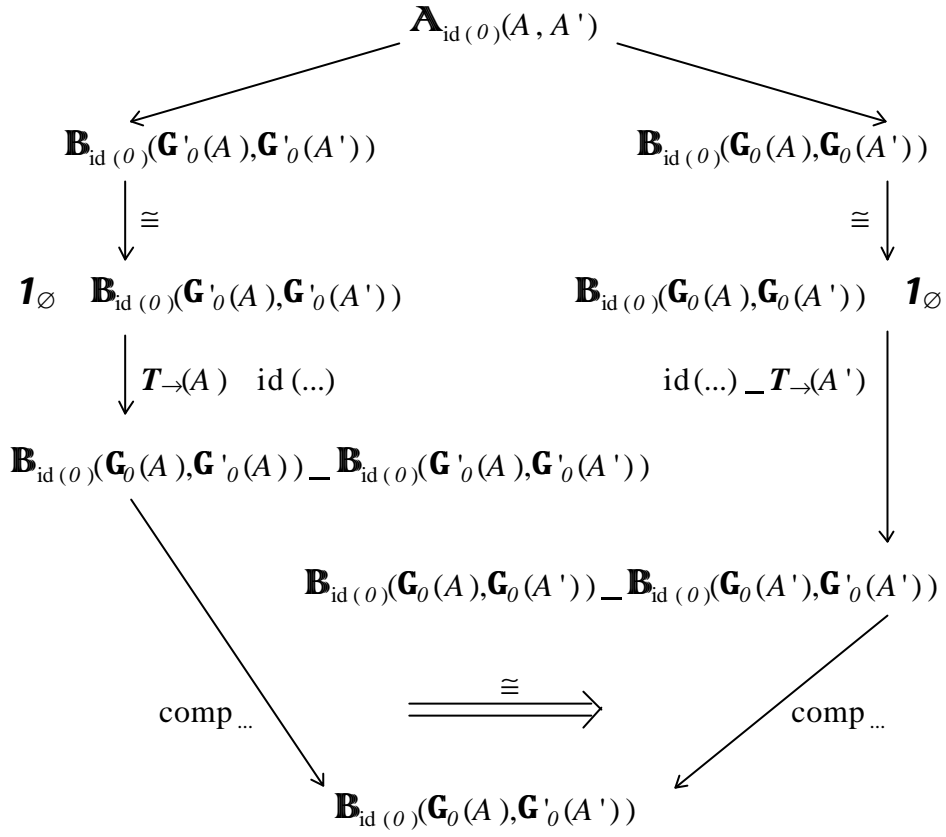 𝔸id(0)(A, A')
𝔹id(0)(G'0(A),G'0(A')) 𝔹id(0)(G0(A),G0(A'))
≅ ≅
1∅ 𝔹id(0)(G'0(A),G'0(A')) 𝔹id(0)(G0(A),G0(A')) 1∅
T→(A) id(...) id(...) _ T→(A')
𝔹id(0)(G0(A),G'0(A)) _ 𝔹id(0)(G'0(A),G'0(A'))
𝔹id(0)(G0(A),G0(A')) _ 𝔹id(0)(G0(A'),G'0(A'))
≅
comp... comp...
𝔹id(0)(G0(A),G'0(A'))